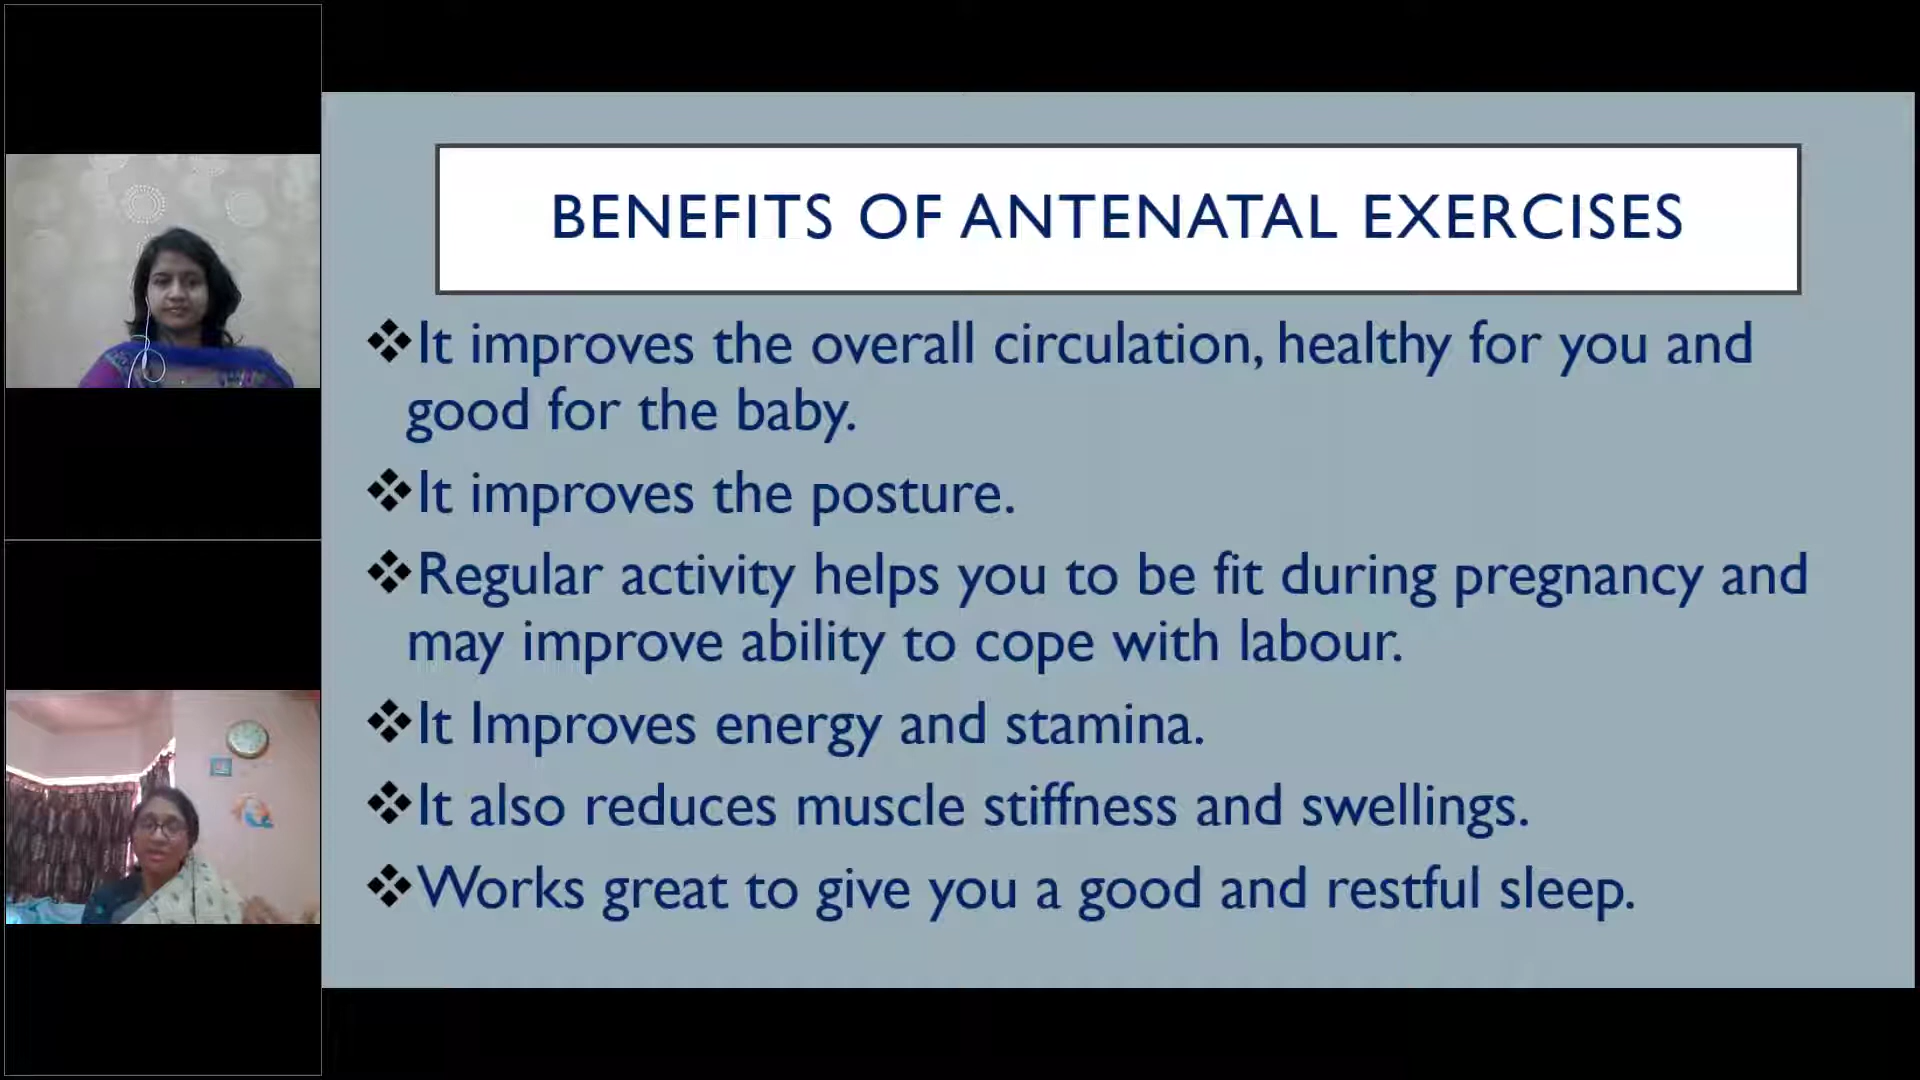 BENEFITS OF ANTENATAL EXERCISES
❖It improves the overall circulation, healthy for you and
good for the baby.
❖It improves the posture.
❖Regular activity helps you to be fit during pregnancy and
may improve ability to cope with labour.
❖It Improves energy and stamina.
❖It also reduces muscle stiffness and swellings.
❖Works great to give you a good and restful sleep.